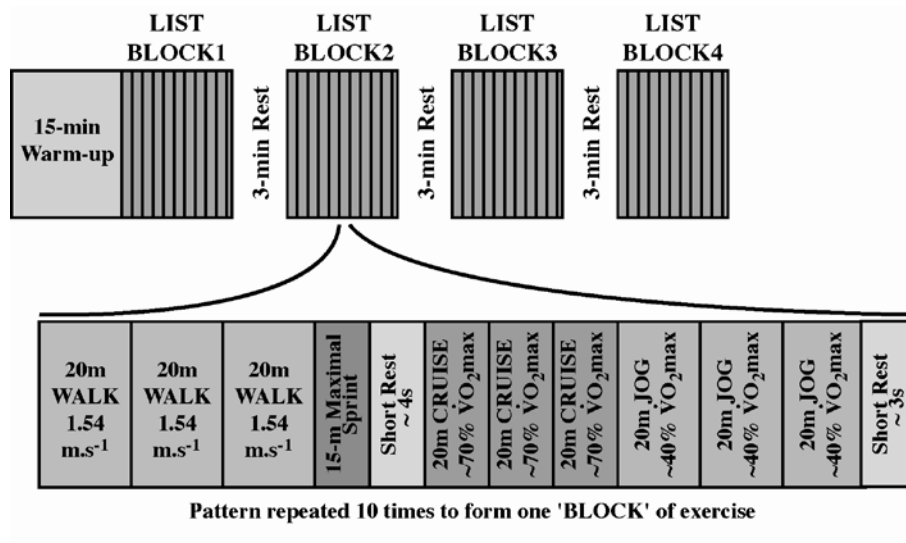 LIST
BLOCK1
LIST
BLOCK2
LIST
BLOCK3
LIST
BLOCK4
15-min
Warm-up
3-min Rest
3-min Rest
3-min Rest
20m
WALK
1.54
m.s⁻¹
20m
WALK
1.54
m.s⁻¹
20m
WALK
1.54
m.s⁻¹
15-m Maximal
Sprint
Short Rest
~ 4s
20m CRUISE
~70% V̇O₂max
20m CRUISE
~70% V̇O₂max
20m CRUISE
~70% V̇O₂max
20m JOG
~40% V̇O₂max
20m JOG
~40% V̇O₂max
20m JOG
~40% V̇O₂max
Short Rest
~ 3s
Pattern repeated 10 times to form one 'BLOCK' of exercise